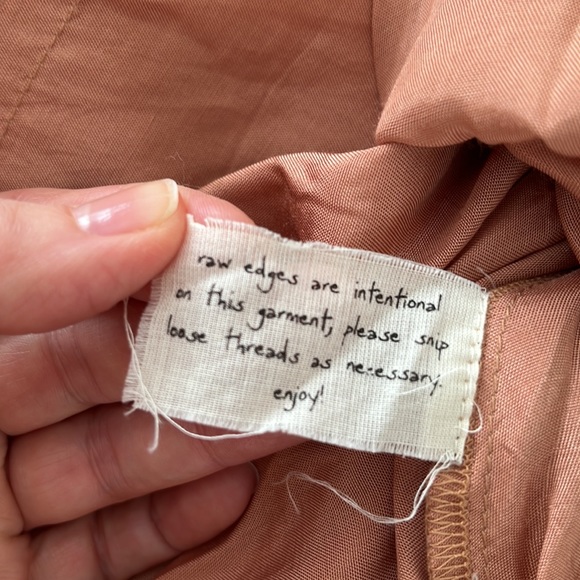 raw edges are intentional
on this garment, please snip
loose threads as necessary.
enjoy!